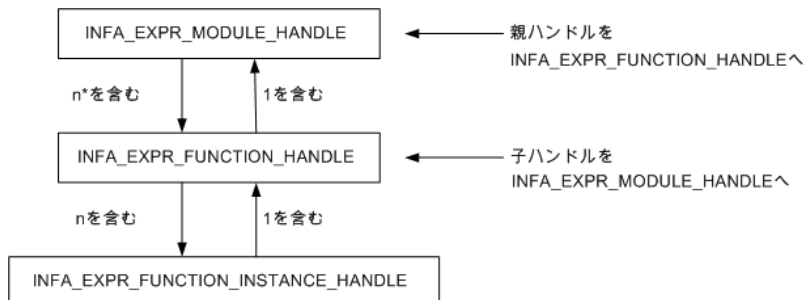 INFA_EXPR_MODULE_HANDLE
親ハンドルを
INFA_EXPR_FUNCTION_HANDLEへ
n*を含む
1を含む
INFA_EXPR_FUNCTION_HANDLE
子ハンドルを
INFA_EXPR_MODULE_HANDLEへ
nを含む
1を含む
INFA_EXPR_FUNCTION_INSTANCE_HANDLE